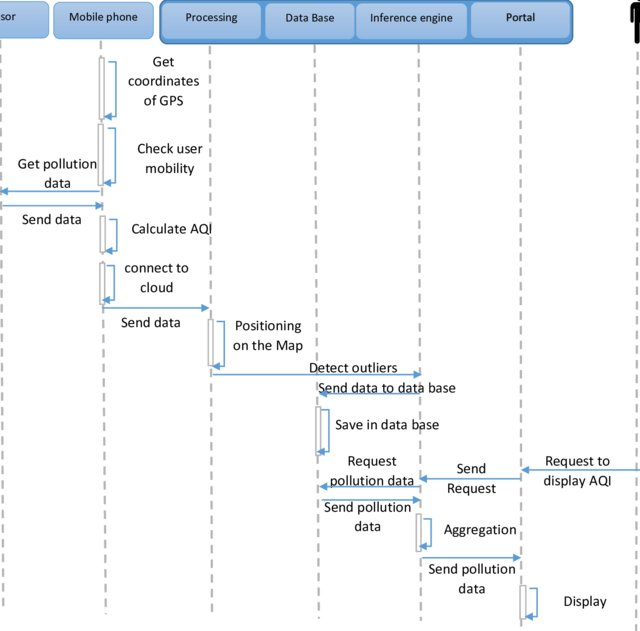 sor
Mobile phone
Processing
Data Base
Inference engine
Portal
Get
coordinates
of GPS
Check user
mobility
Get pollution
data
Send data
Calculate AQI
connect to
cloud
Send data
Positioning
on the Map
Detect outliers
Send data to data base
Save in data base
Request to
display AQI
Send
Request
Request
pollution data
Send pollution
data
Aggregation
Send pollution
data
Display